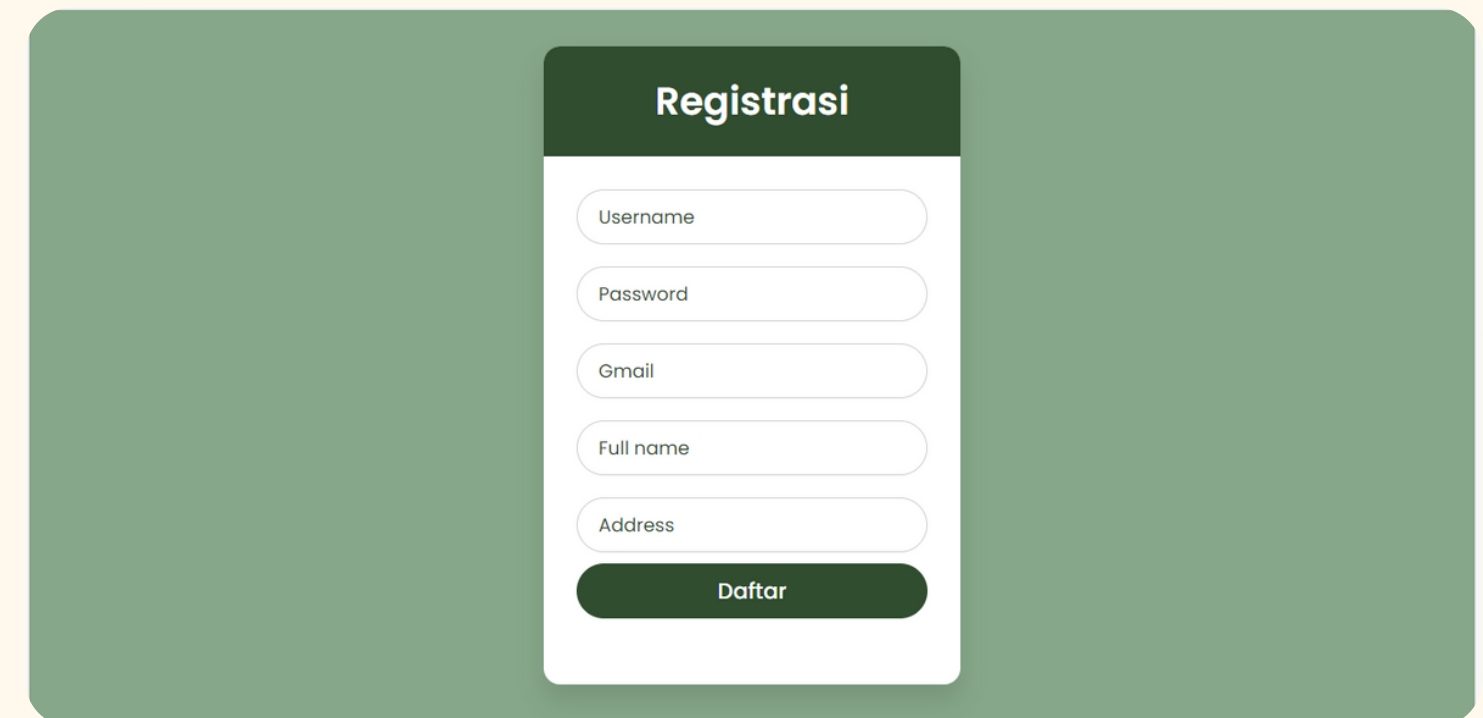 Registrasi
Username
Password
Gmail
Full name
Address
Daftar